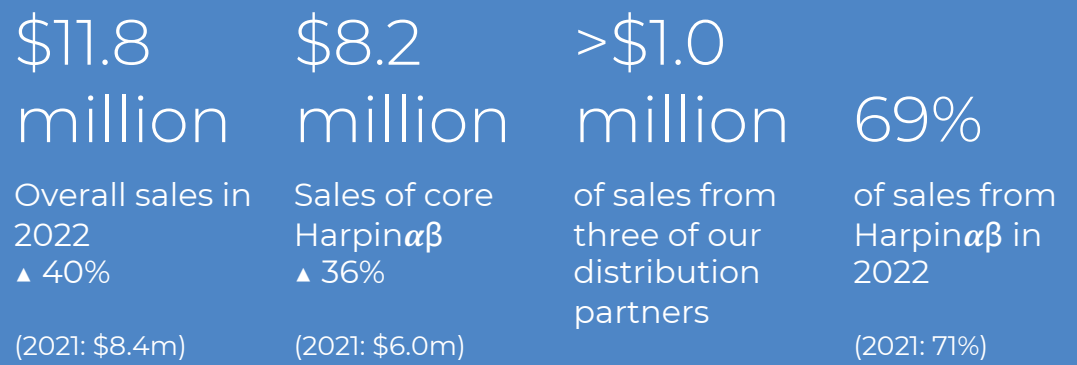 $11.8
million
Overall sales in
2022
▲ 40%
(2021: $8.4m)
$8.2
million
Sales of core
Harpin𝜶β
▲ 36%
(2021: $6.0m)
>$1.0
million
of sales from
three of our
distribution
partners
69%
of sales from
Harpin𝜶β in
2022
(2021: 71%)